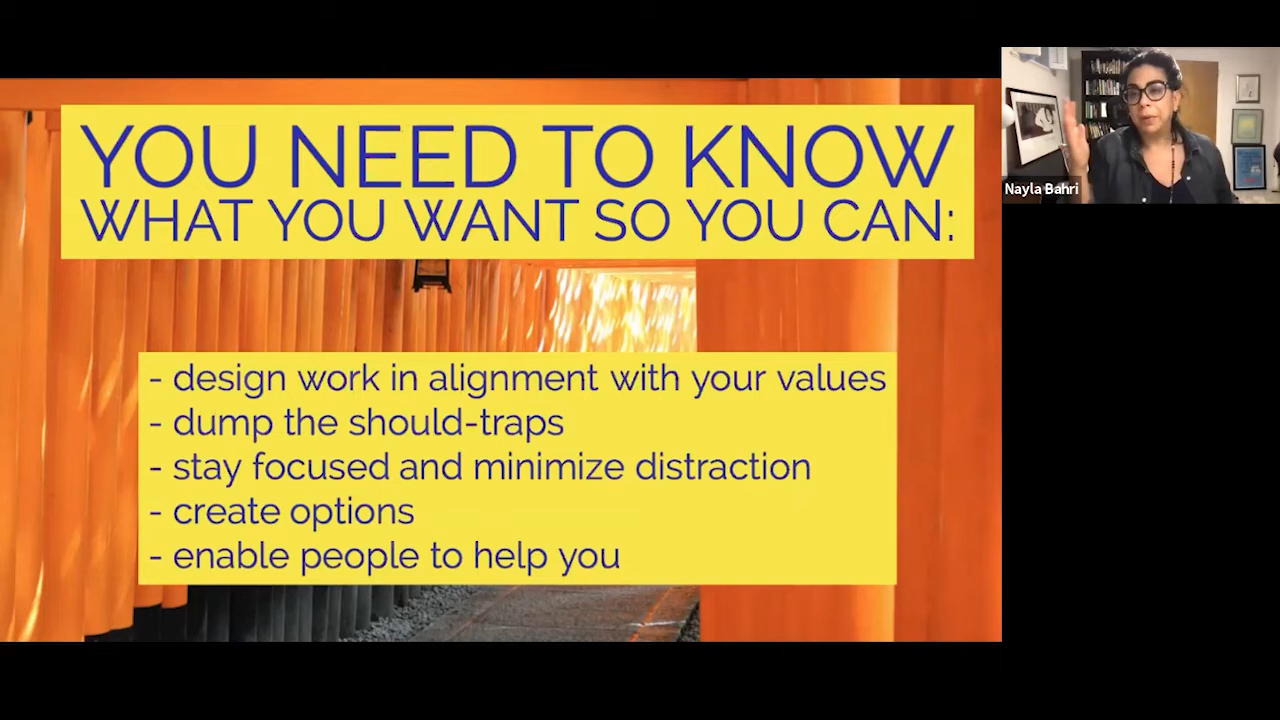 YOU NEED TO KNOW
WHAT YOU WANT SO YOU CAN:
- design work in alignment with your values
- dump the should-traps
- stay focused and minimize distraction
- create options
- enable people to help you
Nayla Bahri